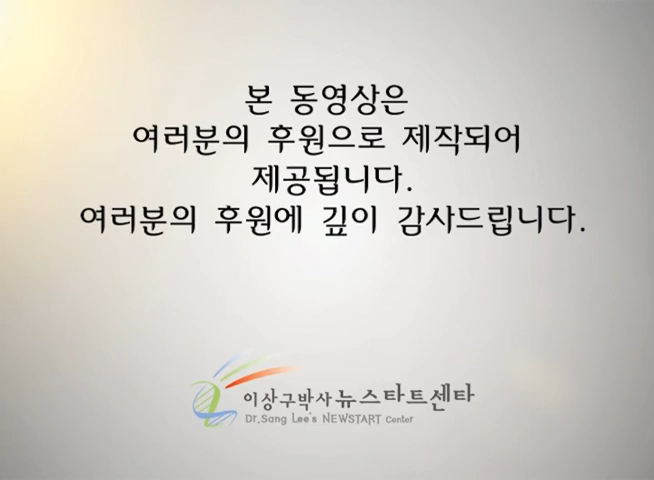 본 동영상은
여러분의 후원으로 제작되어
제공됩니다.
여러분의 후원에 깊이 감사드립니다.
이상구박사 뉴스타트센타
Dr.Sang Lee's NEWSTART Center